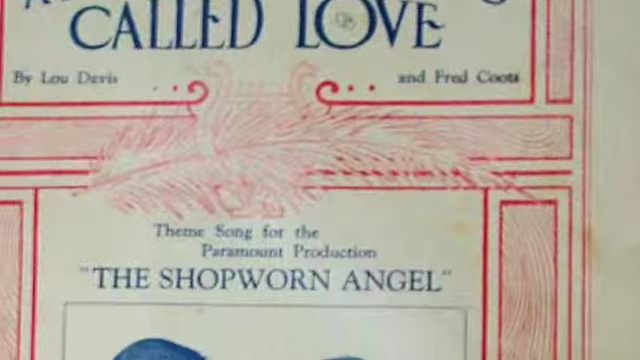 CALLED LOVE
By Lou Davis and Fred Coots
Theme Song for the
Paramount Production
"THE SHOPWORN ANGEL"